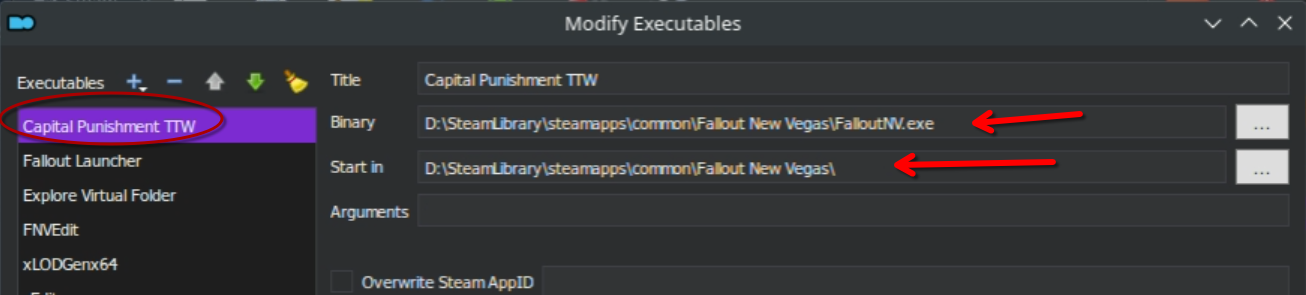 Modify Executables
Executables
Title
Capital Punishment TTW
Capital Punishment TTW
Binary
D:\SteamLibrary\steamapps\common\Fallout New Vegas\FalloutNV.exe
...
Fallout Launcher
Start in
D:\SteamLibrary\steamapps\common\Fallout New Vegas\
...
Explore Virtual Folder
Arguments
FNVEdit
xLODGenx64
Overwrite Steam AppID